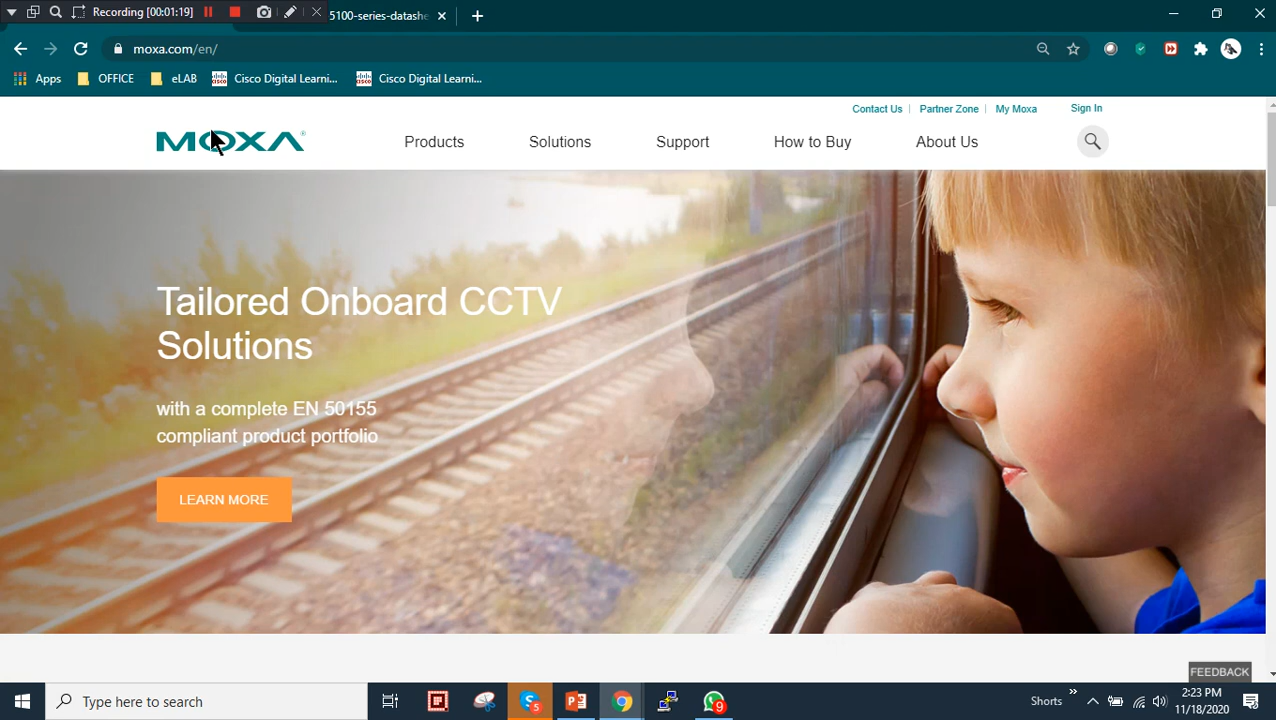 Recording [00:01:19]
5100-series-datashe
moxa.com/en/
Apps
OFFICE
eLAB
Cisco Digital Learni...
Cisco Digital Learni...
Contact Us
Partner Zone
My Moxa
Sign In
MOXA®
Products
Solutions
Support
How to Buy
About Us
Tailored Onboard CCTV
Solutions
with a complete EN 50155
compliant product portfolio
LEARN MORE
FEEDBACK
Type here to search
5
9
Shorts
2:23 PM
11/18/2020